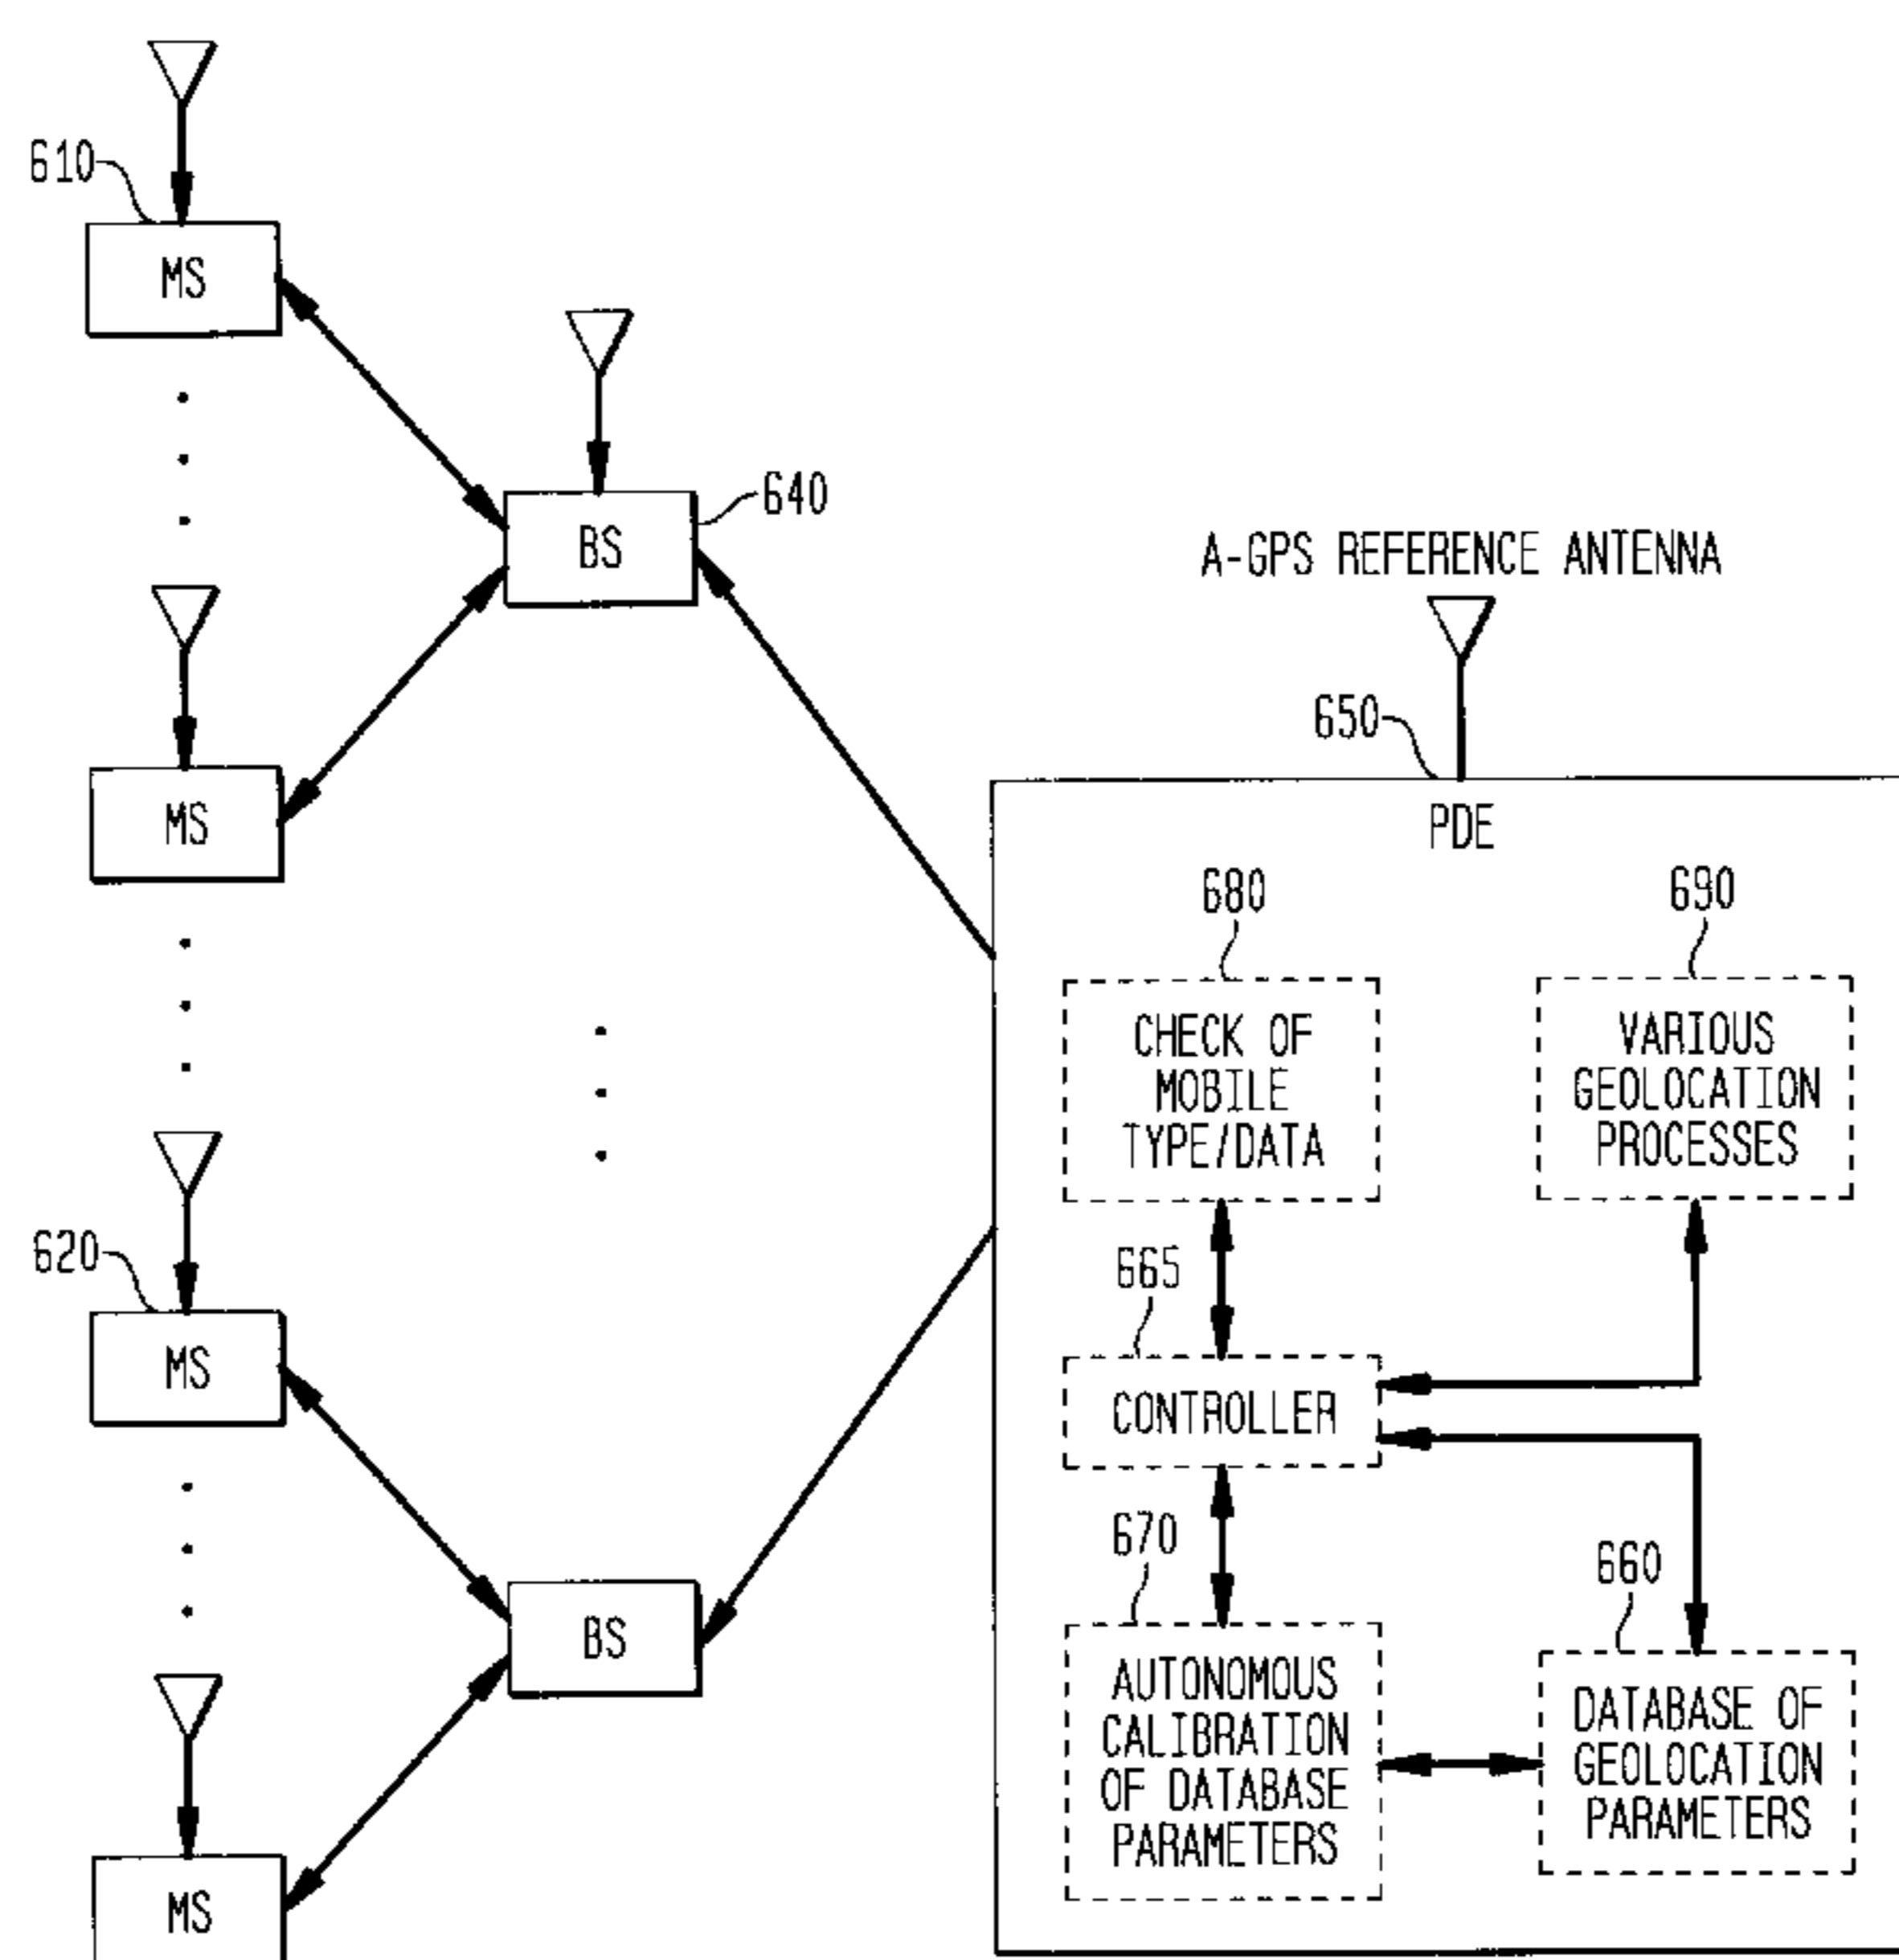 610
MS
BS
640
A-GPS REFERENCE ANTENNA
650
MS
PDE
680
690
CHECK OF
MOBILE
TYPE/DATA
VARIOUS
GEOLOCATION
PROCESSES
620
665
MS
CONTROLLER
670
660
BS
AUTONOMOUS
CALIBRATION
OF DATABASE
PARAMETERS
DATABASE OF
GEOLOCATION
PARAMETERS
MS